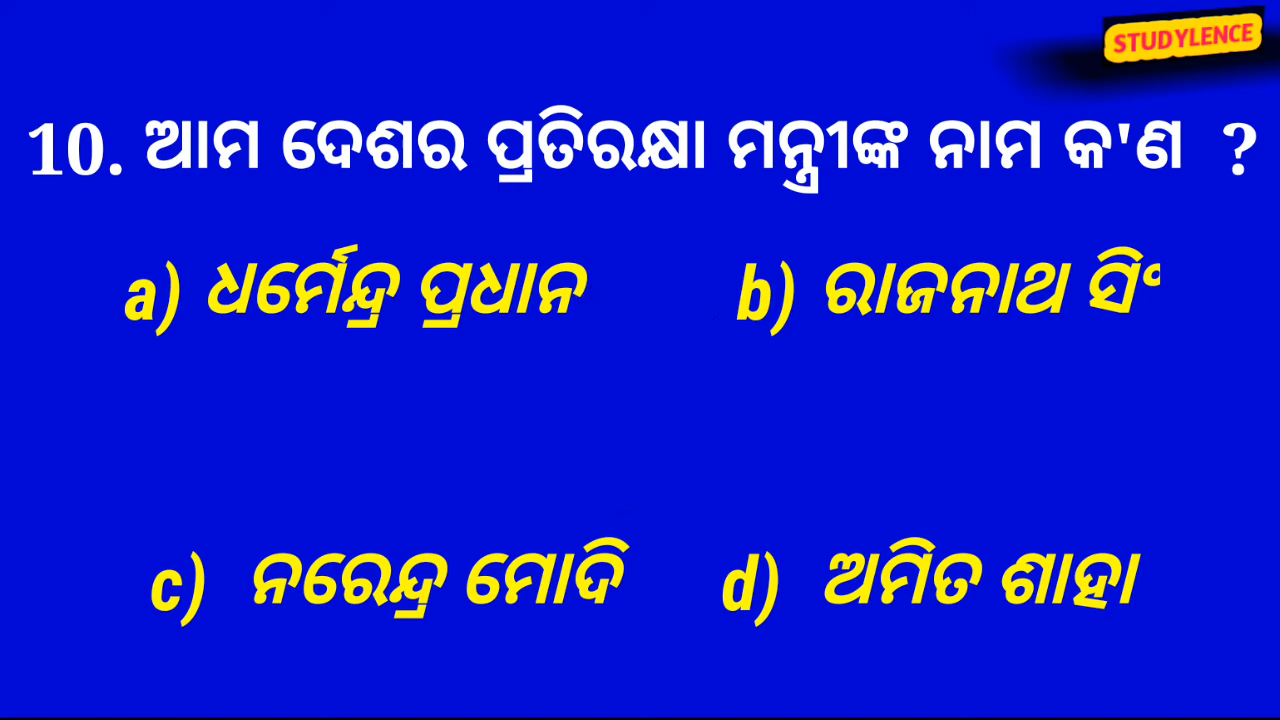 STUDYLENCE
10. ଆମ ଦେଶର ପ୍ରତିରକ୍ଷା ମନ୍ତ୍ରୀଙ୍କ ନାମ କ'ଣ ?
a) ଧର୍ମେନ୍ଦ୍ର ପ୍ରଧାନ b) ରାଜନାଥ ସିଂ
c) ନରେନ୍ଦ୍ର ମୋଦି d) ଅମିତ ଶାହା